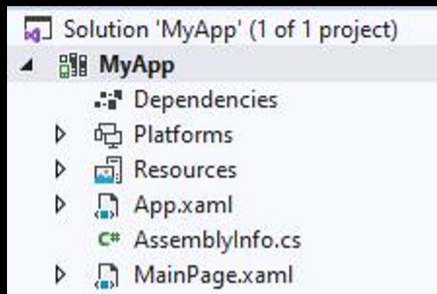 Solution 'MyApp' (1 of 1 project)
MyApp
Dependencies
Platforms
Resources
App.xaml
C# AssemblyInfo.cs
MainPage.xaml